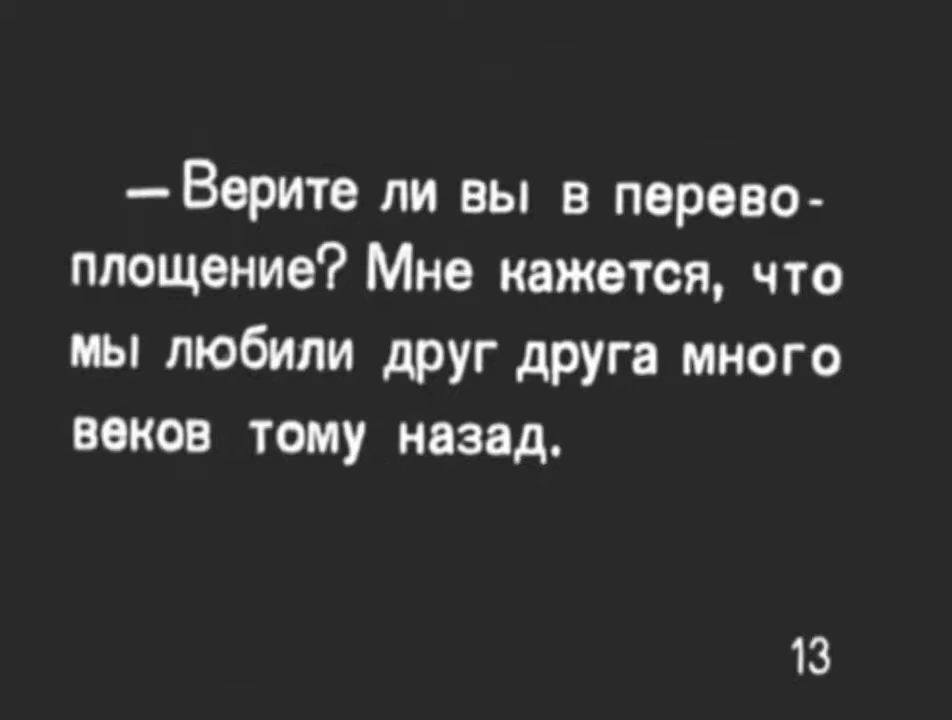 — Верите ли вы в перево-
площение? Мне кажется, что
мы любили друг друга много
веков тому назад.
13